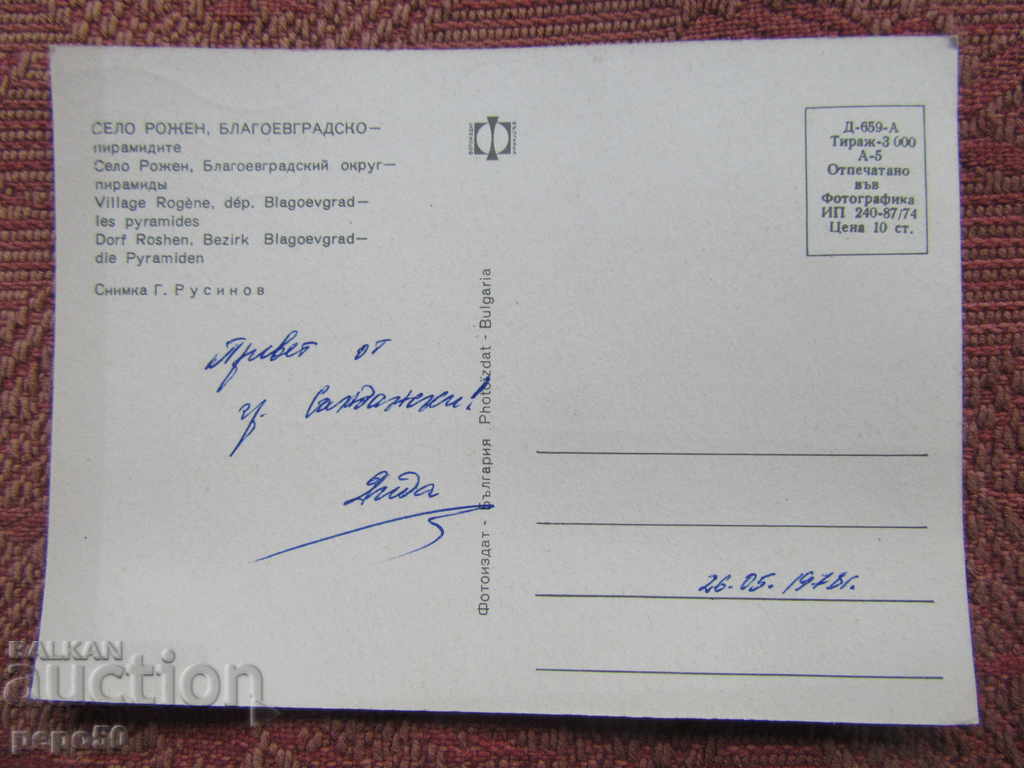 СЕЛО РОЖЕН, БЛАГОЕВГРАДСКО—
пирамидите
Село Рожен, Благоевградский округ—
пирамиды
Village Rogène, dép. Blagoevgrad—
les pyramides
Dorf Roshen, Bezirk Blagoevgrad—
die Pyramiden
Снимка Г. Русинов
Привет от
гр. Сандански!
Фотоиздат - България Photoizdat - Bulgaria
Д-659-А
Тираж-3 000
А-5
Отпечатано
във
Фотографика
ИП 240-87/74
Цена 10 ст.
26.05.1978г.
BALKAN
auction
pepo50